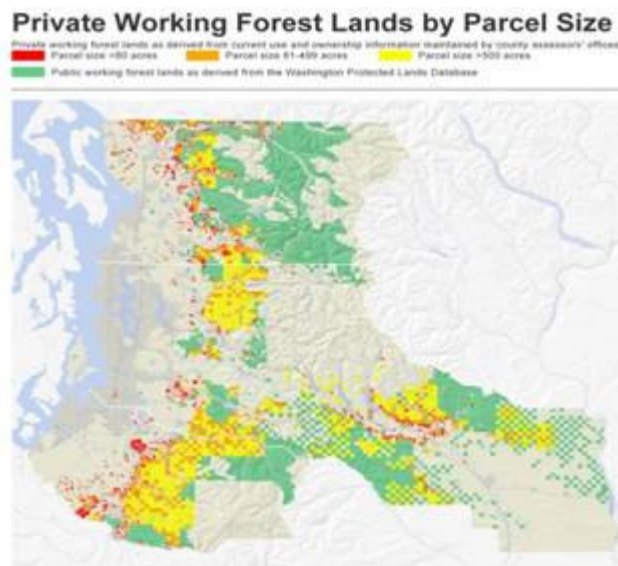 Private Working Forest Lands by Parcel Size
Private working forest lands as derived from current use and ownership information maintained by county assessors' offices
Parcel size <80 acres Parcel size 81-499 acres Parcel size >500 acres
Public working forest lands as derived from the Washington Protected Lands Database